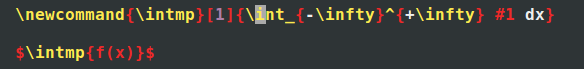 \newcommand{\intmp}[1]{\int_{-\infty}^{+\infty} #1 dx}
$\intmp{f(x)}$